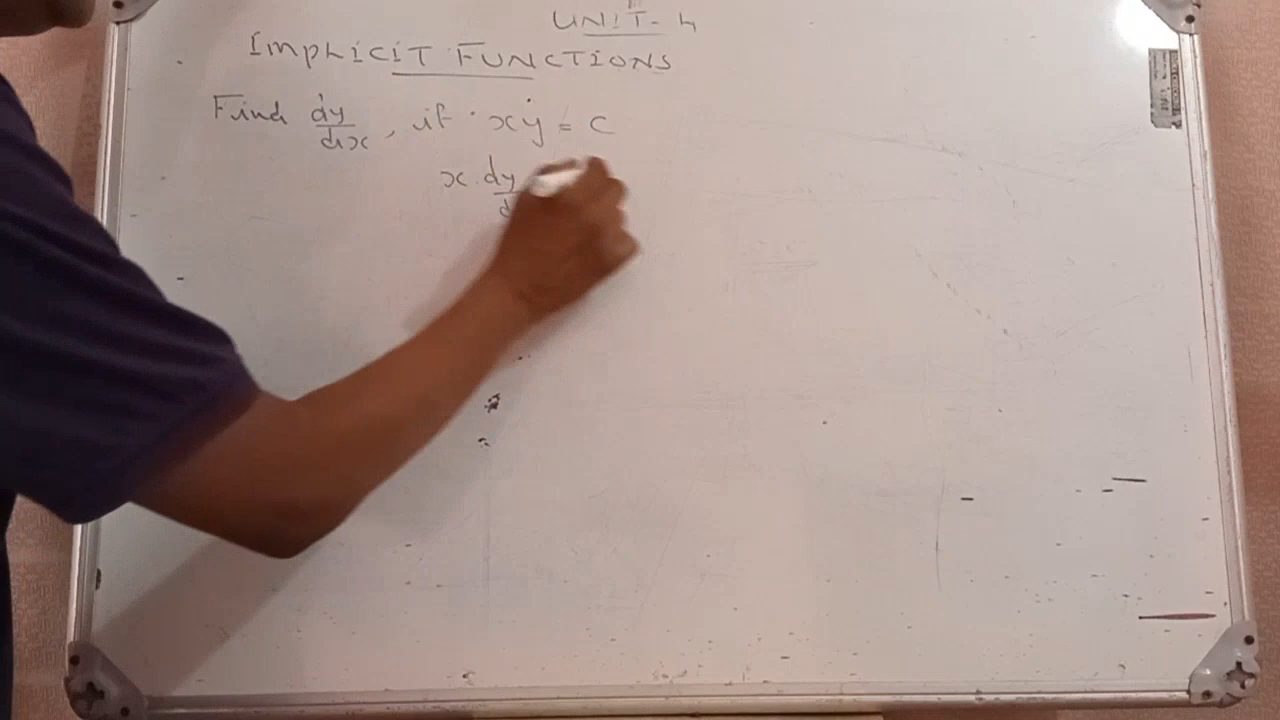 UNIT-4
IMPLICIT FUNCTIONS
Find dy/dx, if xy = c
x. dy/d